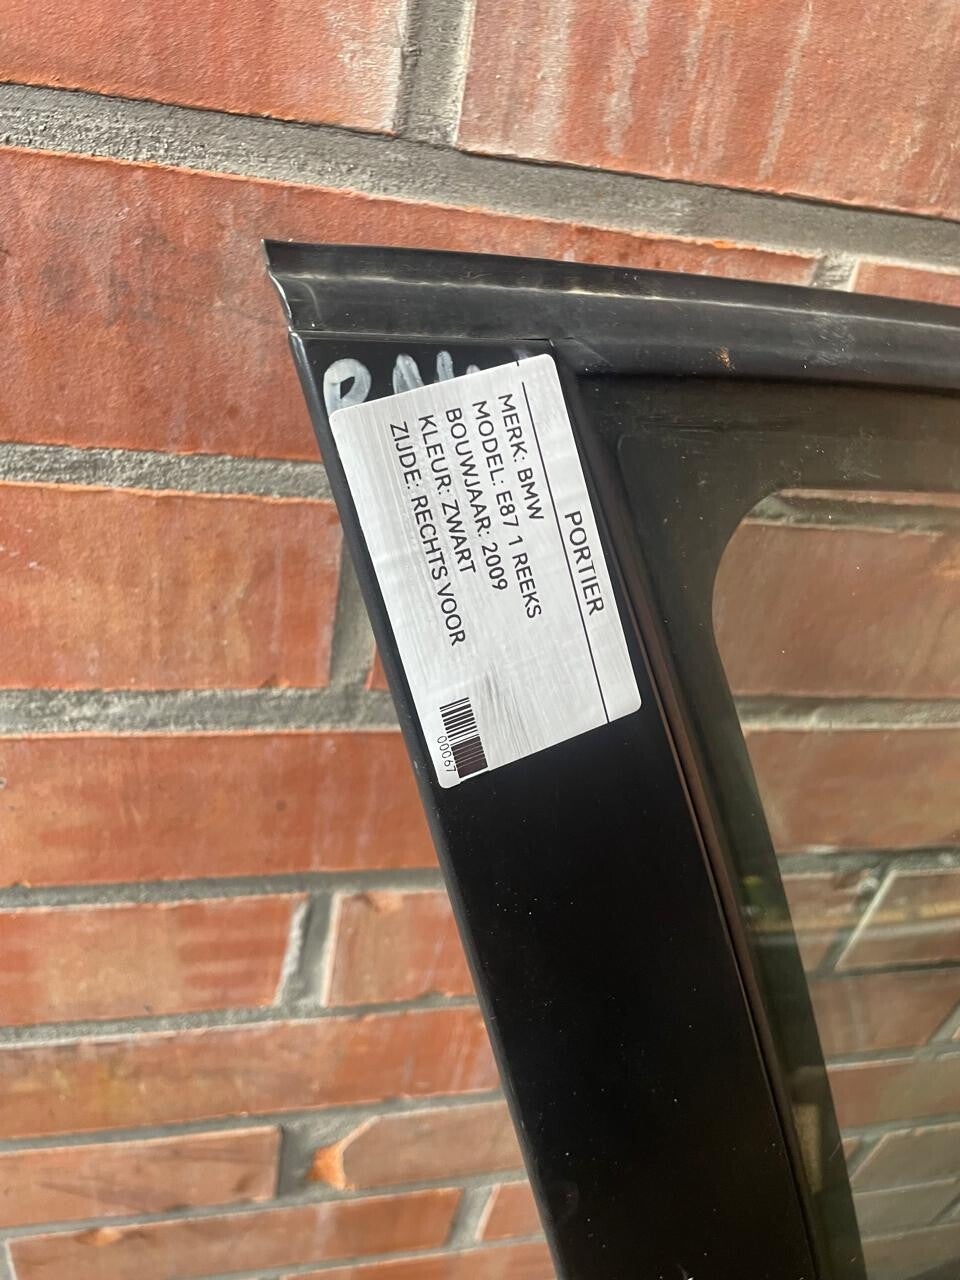 PORTIER
MERK: BMW
MODEL: E87 1 REEKS
BOUWJAAR: 2009
KLEUR: ZWART
ZIJDE: RECHTS VOOR
00067